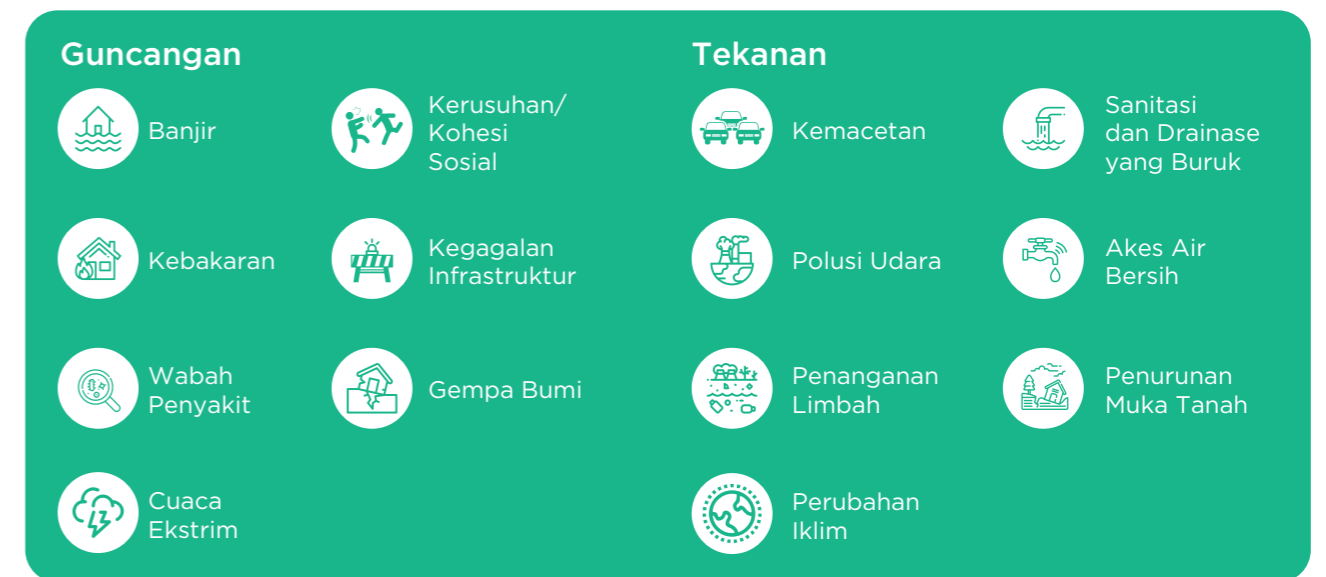 Guncangan
Banjir
Kerusuhan/
Kohesi
Sosial
Kebakaran
Kegagalan
Infrastruktur
Wabah
Penyakit
Gempa Bumi
Cuaca
Ekstrim
Tekanan
Kemacetan
Sanitasi
dan Drainase
yang Buruk
Polusi Udara
Akes Air
Bersih
Penanganan
Limbah
Penurunan
Muka Tanah
Perubahan
Iklim